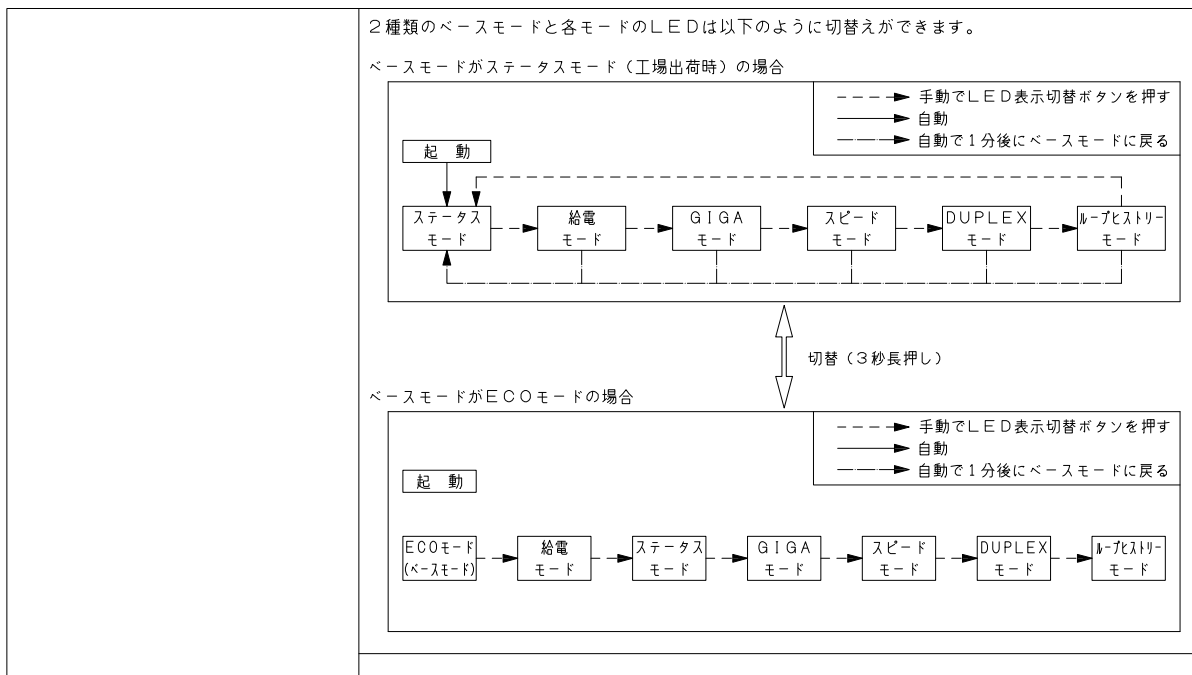 ２種類のベースモードと各モードのＬＥＤは以下のように切替えができます。
ベースモードがステータスモード（工場出荷時）の場合
手動でＬＥＤ表示切替ボタンを押す
自動
自動で１分後にベースモードに戻る
起　動
ステータス
モード
給電
モード
ＧＩＧＡ
モード
スピード
モード
ＤＵＰＬＥＸ
モード
ﾙｰﾌﾟﾋｽﾄﾘｰ
モード
切替（３秒長押し）
ベースモードがＥＣＯモードの場合
手動でＬＥＤ表示切替ボタンを押す
自動
自動で１分後にベースモードに戻る
起　動
ＥＣＯﾓｰﾄﾞ
(ﾍﾞｰｽﾓｰﾄﾞ)
給電
モード
ステータス
モード
ＧＩＧＡ
モード
スピード
モード
ＤＵＰＬＥＸ
モード
ﾙｰﾌﾟﾋｽﾄﾘｰ
モード